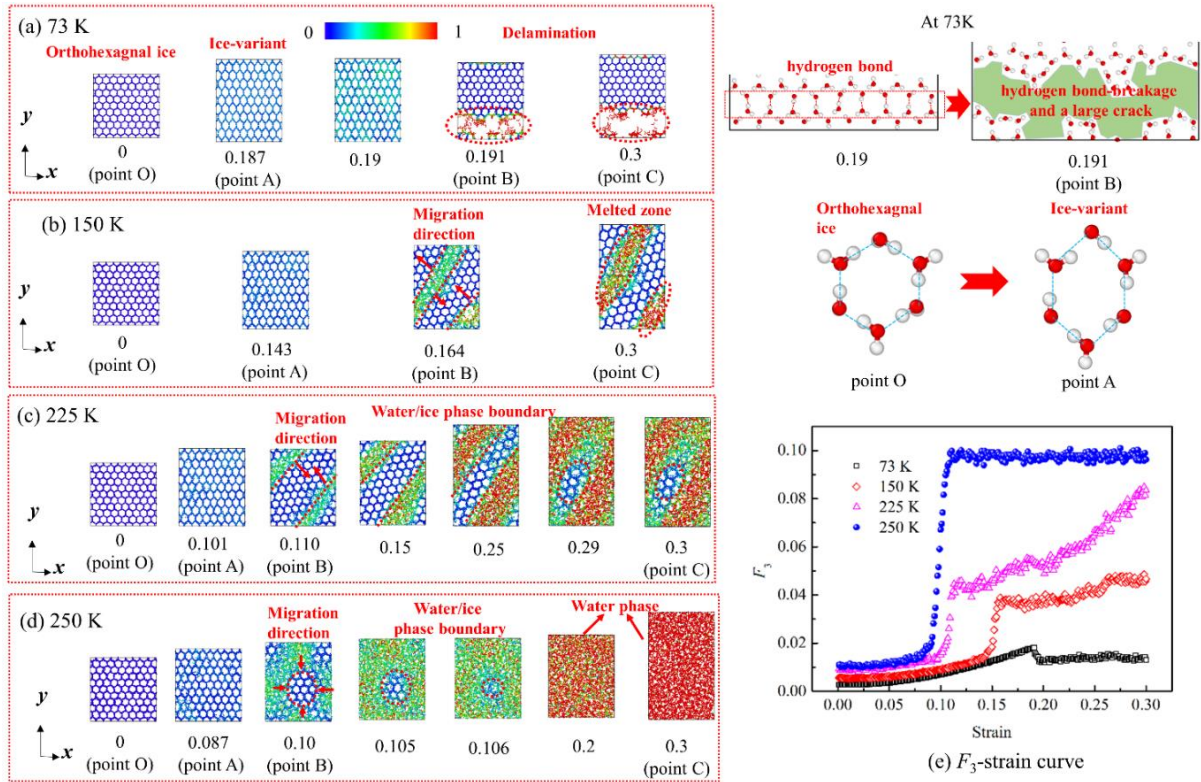 (a) 73 K
0
1
Orthohexagnal ice
Ice-variant
Delamination
y
x
0
(point O)
0.187
(point A)
0.19
0.191
(point B)
0.3
(point C)
At 73K
hydrogen bond
hydrogen bond-breakage
and a large crack
0.19
0.191
(point B)
(b) 150 K
Migration
direction
Melted zone
y
x
0
(point O)
0.143
(point A)
0.164
(point B)
0.3
(point C)
Orthohexagnal
ice
Ice-variant
point O
point A
(c) 225 K
Migration
direction
Water/ice phase boundary
y
x
0
(point O)
0.101
(point A)
0.110
(point B)
0.15
0.25
0.29
0.3
(point C)
(d) 250 K
Migration
direction
Water/ice
phase boundary
Water phase
y
x
0
(point O)
0.087
(point A)
0.10
(point B)
0.105
0.106
0.2
0.3
(point C)
F3
0.10
0.08
0.06
0.04
0.02
0.00
73 K
150 K
225 K
250 K
0.00 0.05 0.10 0.15 0.20 0.25 0.30
Strain
(e) F3-strain curve